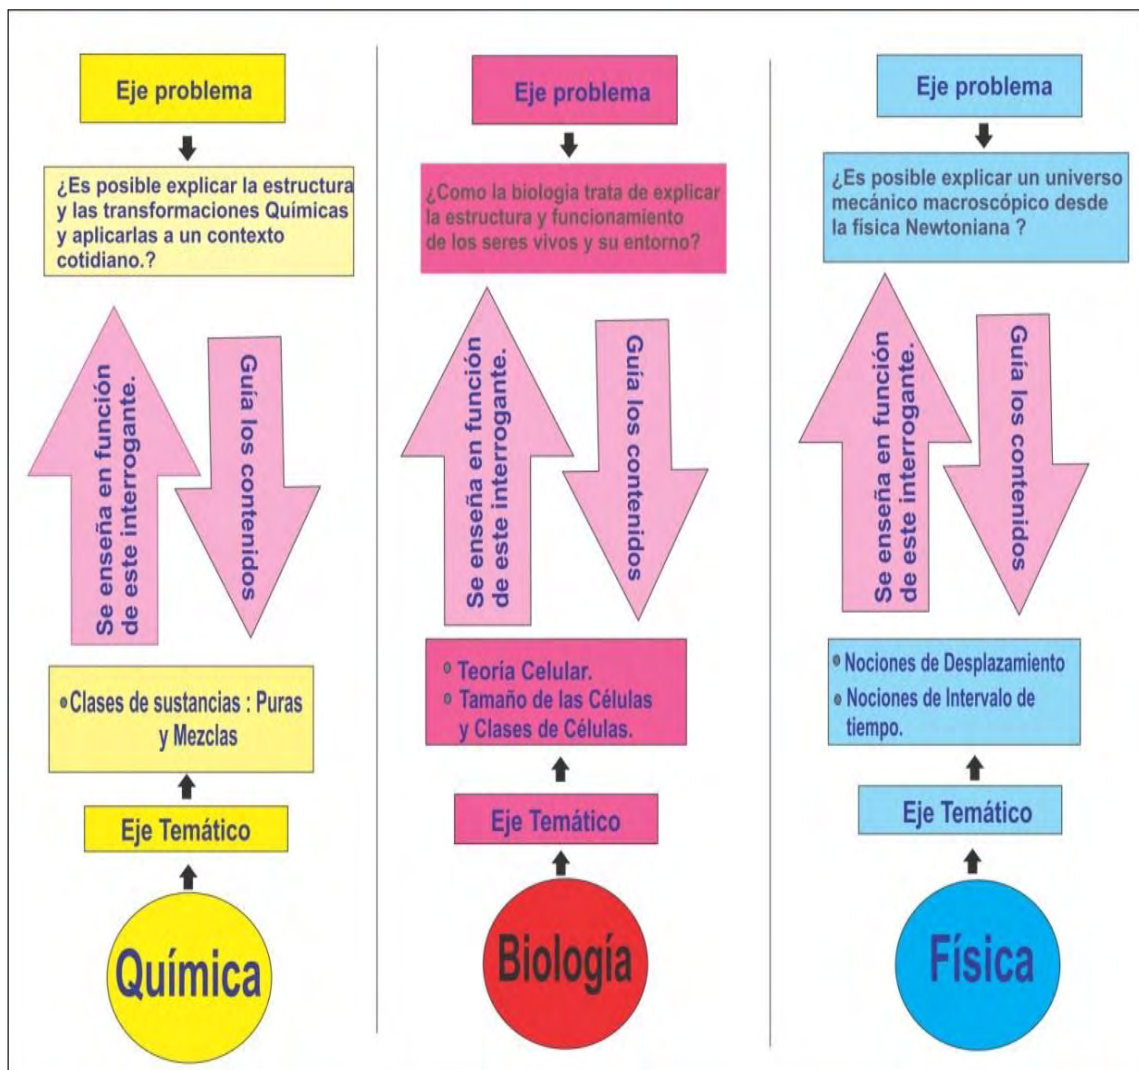 Eje problema
¿Es posible explicar la estructura
y las transformaciones Químicas
y aplicarlas a un contexto
cotidiano.?
Se enseña en función
de este interrogante.
Guía los contenidos
• Clases de sustancias : Puras
y Mezclas
Eje Temático
Química
Eje problema
¿Como la biologia trata de explicar
la estructura y funcionamiento
de los seres vivos y su entorno?
Se enseña en función
de este interrogante.
Guía los contenidos
• Teoría Celular.
• Tamaño de las Células
y Clases de Células.
Eje Temático
Biología
Eje problema
¿Es posible explicar un universo
mecánico macroscópico desde
la física Newtoniana ?
Se enseña en función
de este interrogante.
Guía los contenidos
• Nociones de Desplazamiento
• Nociones de Intervalo de
tiempo.
Eje Temático
Física